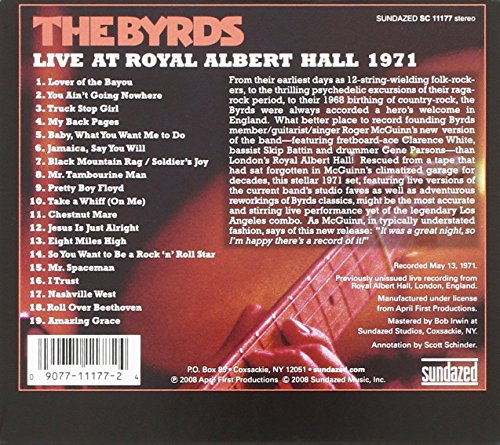 SUNDAZED SC 11177 stereo
THE BYRDS
LIVE AT ROYAL ALBERT HALL 1971
1. Lover of the Bayou
2. You Ain't Going Nowhere
3. Truck Stop Girl
4. My Back Pages
5. Baby, What You Want Me to Do
6. Jamaica, Say You Will
7. Black Mountain Rag / Soldier's Joy
8. Mr. Tambourine Man
9. Pretty Boy Floyd
10. Take a Whiff (On Me)
11. Chestnut Mare
12. Jesus Is Just Alright
13. Eight Miles High
14. So You Want to Be a Rock 'n' Roll Star
15. Mr. Spaceman
16. I Trust
17. Nashville West
18. Roll Over Beethoven
19. Amazing Grace
From their earliest days as 12-string-wielding folk-rock-
ers, to the thrilling psychedelic excursions of their raga-
rock period, to their 1968 birthing of country-rock, the
Byrds were always accorded a hero's welcome in
England. What better place to record founding Byrds
member/guitarist/singer Roger McGuinn's new version
of the band—featuring fretboard-ace Clarence White,
bassist Skip Battin and drummer Gene Parsons—than
London's Royal Albert Hall! Rescued from a tape that
had sat forgotten in McGuinn's climatized garage for
decades, this stellar 1971 set, featuring live versions of
the current band's studio faves as well as adventurous
reworkings of Byrds classics, might be the most accurate
and stirring live performance yet of the legendary Los
Angeles combo. As McGuinn, in typically understated
fashion, says of this new release: "It was a great night, so
I'm happy there's a record of it!"
Recorded May 13, 1971.
Previously unissued live recording from
Royal Albert Hall, London, England.
Manufactured under license
from April First Productions.
Mastered by Bob Irwin at
Sundazed Studios, Coxsackie, NY.
Annotation by Scott Schinder.
P.O. Box 85 • Coxsackie, NY 12051 • sundazed.com
℗ 2008 April First Productions © 2008 Sundazed Music, Inc.
sundazed
0 9077-11177-2 4